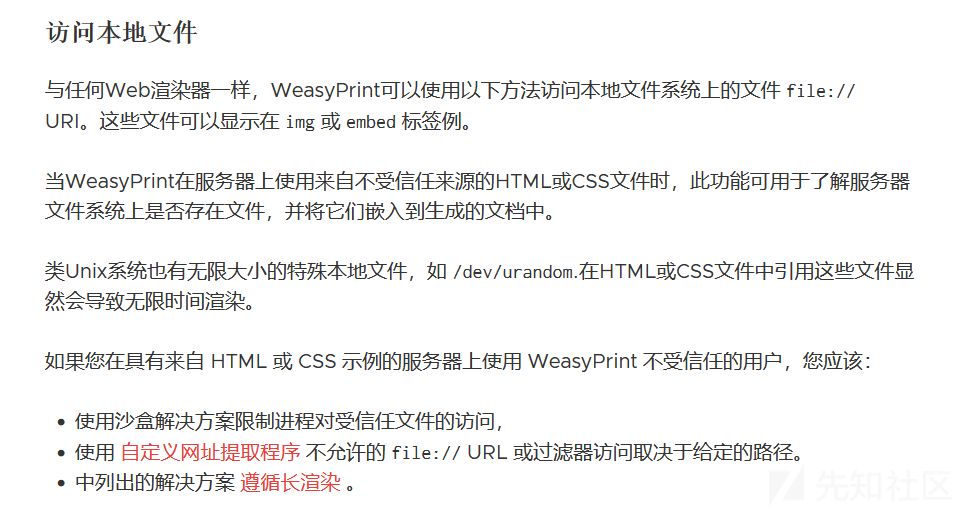 访问本地文件
与任何Web渲染器一样，WeasyPrint可以使用以下方法访问本地文件系统上的文件 file://
URI。这些文件可以显示在 img 或 embed 标签例。
当WeasyPrint在服务器上使用来自不受信任来源的HTML或CSS文件时，此功能可用于了解服务器
文件系统上是否存在文件，并将它们嵌入到生成的文档中。
类Unix系统也有无限大小的特殊本地文件，如 /dev/urandom.在HTML或CSS文件中引用这些文件显
然会导致无限时间渲染。
如果您在具有来自 HTML 或 CSS 示例的服务器上使用 WeasyPrint 不受信任的用户，您应该：
• 使用沙盒解决方案限制进程对受信任文件的访问，
• 使用 自定义网址提取程序 不允许的 file:// URL 或过滤器访问取决于给定的路径。
• 中列出的解决方案 遵循长渲染 。
先知社区